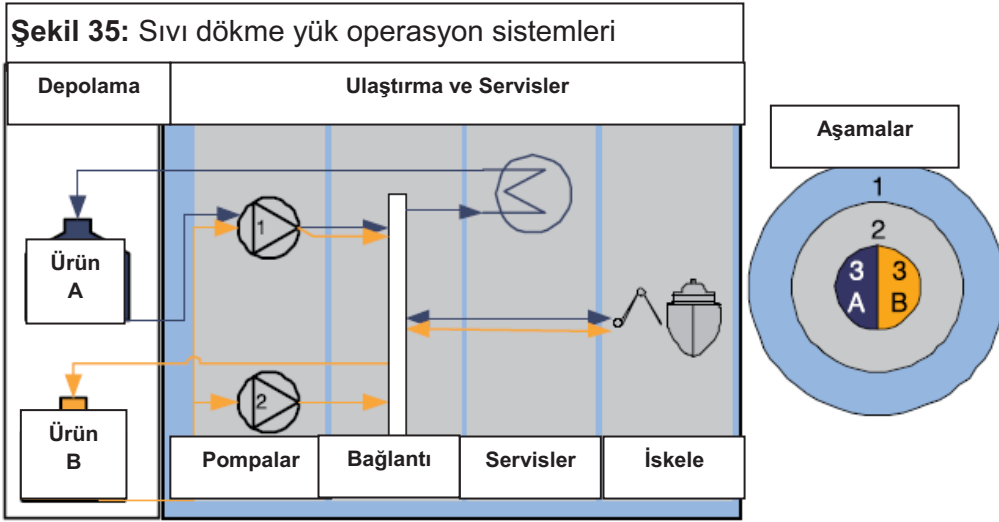 Şekil 35: Sıvı dökme yük operasyon sistemleri
Depolama
Ulaştırma ve Servisler
Ürün
A
Ürün
B
1
2
Pompalar
Bağlantı
Servisler
İskele
Aşamalar
1
2
3 3
A B